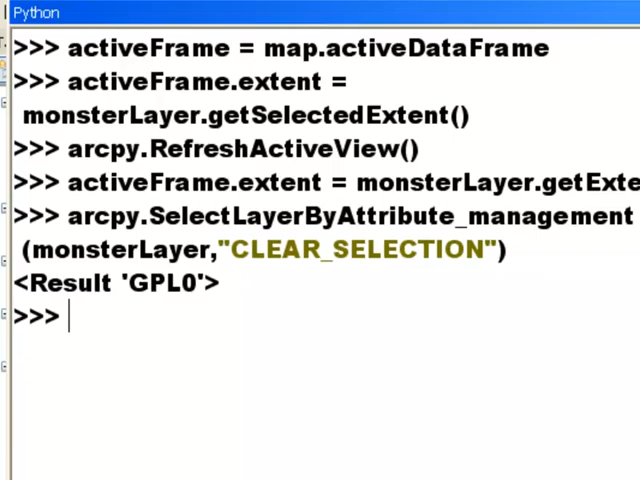 Python
>>> activeFrame = map.activeDataFrame
>>> activeFrame.extent =
monsterLayer.getSelectedExtent()
>>> arcpy.RefreshActiveView()
>>> activeFrame.extent = monsterLayer.getExte
>>> arcpy.SelectLayerByAttribute_management
(monsterLayer,"CLEAR_SELECTION")
<Result 'GPL0'>
>>>